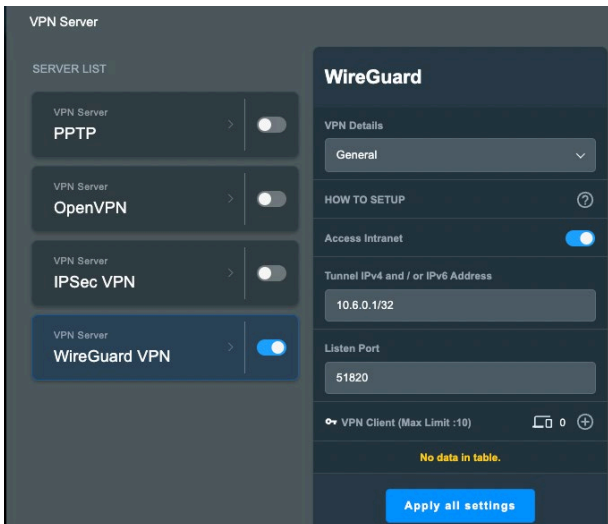 VPN Server
SERVER LIST
VPN Server
PPTP
VPN Server
OpenVPN
VPN Server
IPSec VPN
VPN Server
WireGuard VPN
WireGuard
VPN Details
General
HOW TO SETUP
Access Intranet
Tunnel IPv4 and / or IPv6 Address
10.6.0.1/32
Listen Port
51820
VPN Client (Max Limit :10) 0
No data in table.
Apply all settings